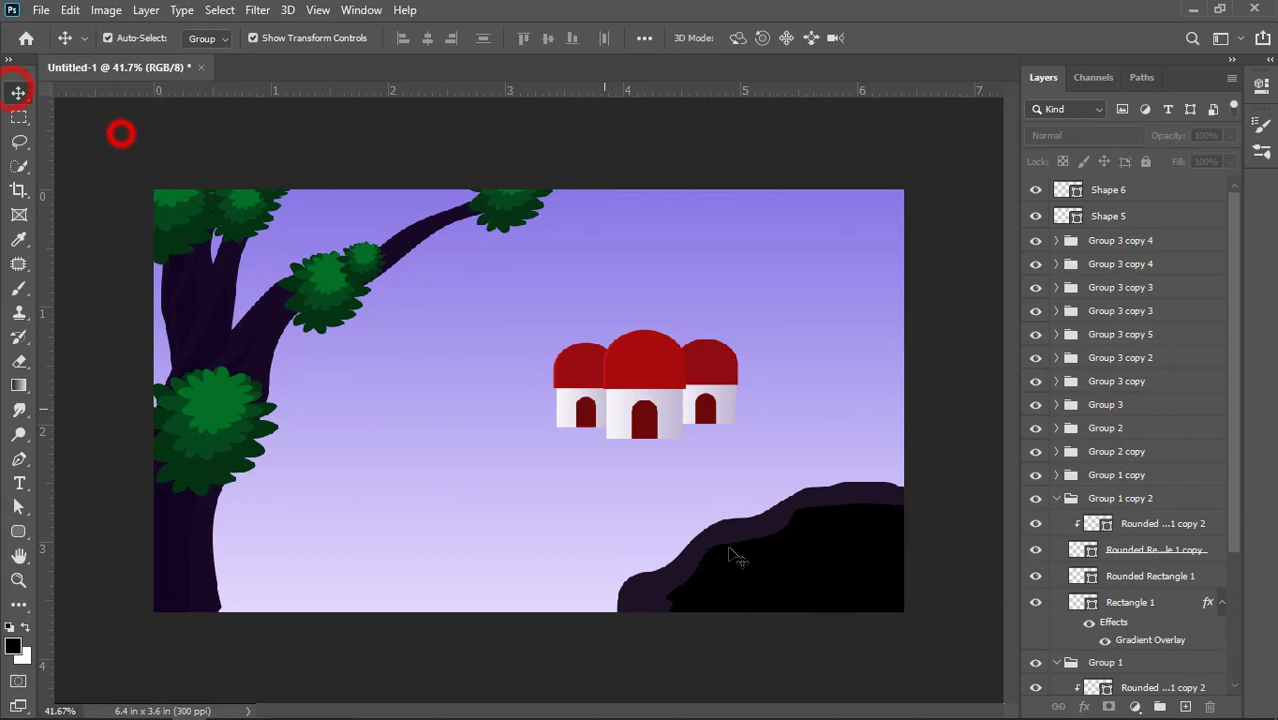 Ps File Edit Image Layer Type Select Filter 3D View Window Help
Auto-Select: Group Show Transform Controls 3D Mode:
Untitled-1 @ 41.7% (RGB/8) *
0 1 2 3 4 5 6 7
0
1
2
3
4
Layers Channels Paths
Kind
Normal Opacity: 100%
Lock: Fill: 100%
Shape 6
Shape 5
Group 3 copy 4
Group 3 copy 4
Group 3 copy 3
Group 3 copy 3
Group 3 copy 5
Group 3 copy 2
Group 3 copy
Group 3
Group 2
Group 2 copy
Group 1 copy
Group 1 copy 2
Rounded ...1 copy 2
Rounded Re...le 1 copy
Rounded Rectangle 1
Rectangle 1 fx
Effects
Gradient Overlay
Group 1
Rounded ...1 copy 2
41.67% 6.4 in x 3.6 in (300 ppi)